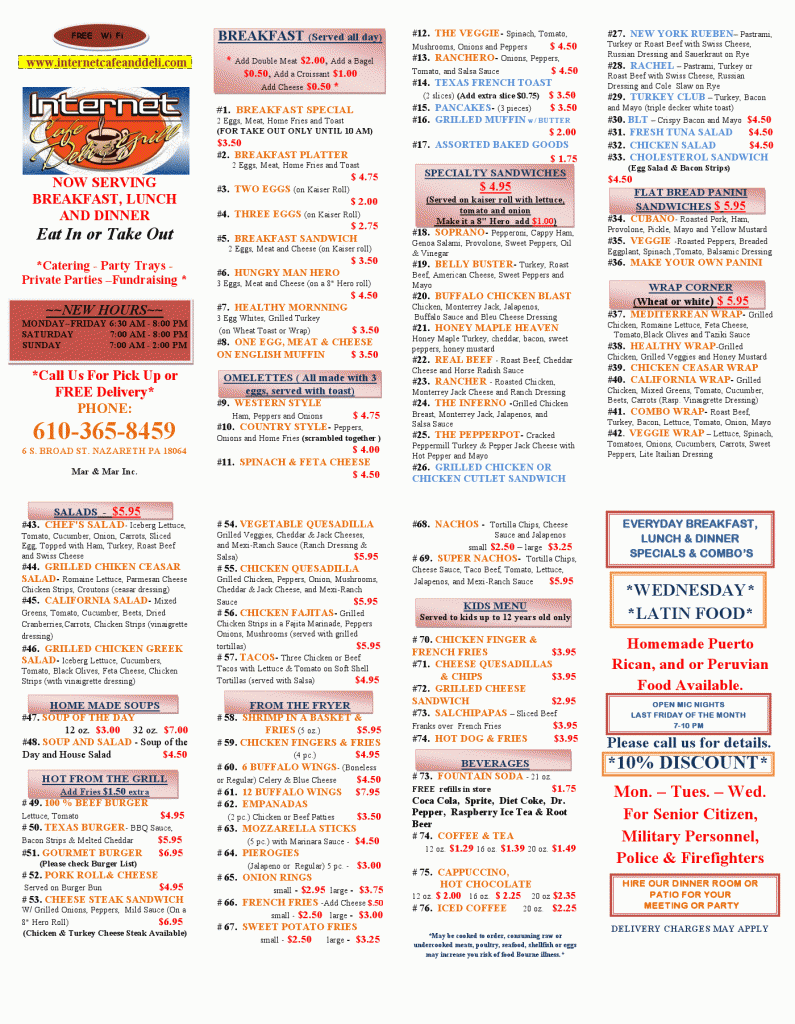 FREE Wi Fi
www.internetcafeanddeli.com
Internet
Cafe
Deli & Grill
NOW SERVING
BREAKFAST, LUNCH
AND DINNER
Eat In or Take Out
*Catering - Party Trays -
Private Parties –Fundraising *
~~NEW HOURS~~
MONDAY–FRIDAY 6:30 AM - 8:00 PM
SATURDAY 7:00 AM - 8:00 PM
SUNDAY 7:00 AM - 2:00 PM
*Call Us For Pick Up or
FREE Delivery*
PHONE:
610-365-8459
6 S. BROAD ST. NAZARETH PA 18064
Mar & Mar Inc.
BREAKFAST (Served all day)
* Add Double Meat $2.00, Add a Bagel
$0.50, Add a Croissant $1.00
Add Cheese $0.50 *
#1. BREAKFAST SPECIAL
2 Eggs, Meat, Home Fries and Toast
(FOR TAKE OUT ONLY UNTIL 10 AM)
$3.50
#2. BREAKFAST PLATTER
2 Eggs, Meat, Home Fries and Toast
$ 4.75
#3. TWO EGGS (on Kaiser Roll)
$ 2.00
#4. THREE EGGS (on Kaiser Roll)
$ 2.75
#5. BREAKFAST SANDWICH
2 Eggs, Meat and Cheese (on Kaiser roll)
$ 3.50
#6. HUNGRY MAN HERO
3 Eggs, Meat and Cheese (on a 8" Hero roll)
$ 4.50
#7. HEALTHY MORNNING
3 Egg Whites, Grilled Turkey
(on Wheat Toast or Wrap) $ 3.50
#8. ONE EGG, MEAT & CHEESE
ON ENGLISH MUFFIN $ 3.50
OMELETTES ( All made with 3
eggs, served with toast)
#9. WESTERN STYLE
Ham, Peppers and Onions $ 4.75
#10. COUNTRY STYLE- Peppers,
Onions and Home Fries (scrambled together )
$ 4.00
#11. SPINACH & FETA CHEESE
$ 4.50
#12. THE VEGGIE- Spinach, Tomato,
Mushrooms, Onions and Peppers $ 4.50
#13. RANCHERO- Onions, Peppers,
Tomato, and Salsa Sauce $ 4.50
#14. TEXAS FRENCH TOAST
(2 slices) (Add extra slice $0.75) $ 3.50
#15. PANCAKES- (3 pieces) $ 3.50
#16. GRILLED MUFFIN w/ BUTTER
$ 2.00
#17. ASSORTED BAKED GOODS
$ 1.75
SPECIALTY SANDWICHES
$ 4.95
(Served on kaiser roll with lettuce,
tomato and onion
Make it a 8" Hero add $1.00)
#18. SOPRANO- Pepperoni, Cappy Ham,
Genoa Salami, Provolone, Sweet Peppers, Oil
& Vinegar
#19. BELLY BUSTER- Turkey, Roast
Beef, American Cheese, Sweet Peppers and
Mayo
#20. BUFFALO CHICKEN BLAST
Chicken, Monterey Jack, Jalapenos,
Buffalo Sauce and Bleu Cheese Dressing
#21. HONEY MAPLE HEAVEN
Honey Maple Turkey, cheddar, bacon, sweet
peppers, honey mustard
#22. REAL BEEF - Roast Beef, Cheddar
Cheese and Horse Radish Sauce
#23. RANCHER - Roasted Chicken,
Monterrey Jack Cheese and Ranch Dressing
#24. THE INFERNO -Grilled Chicken
Breast, Monterrey Jack, Jalapenos, and
Salsa Sauce
#25. THE PEPPERPOT- Cracked
Peppermill Turkey & Pepper Jack Cheese with
Hot Pepper and Mayo
#26. GRILLED CHICKEN OR
CHICKEN CUTLET SANDWICH
#27. NEW YORK RUEBEN– Pastrami,
Turkey or Roast Beef with Swiss Cheese,
Russian Dressing and Sauerkraut on Rye
#28. RACHEL – Pastrami, Turkey or
Roast Beef with Swiss Cheese, Russian
Dressing and Cole Slaw on Rye
#29. TURKEY CLUB – Turkey, Bacon
and Mayo (triple decker white toast)
#30. BLT – Crispy Bacon and Mayo $4.50
#31. FRESH TUNA SALAD $4.50
#32. CHICKEN SALAD $4.50
#33. CHOLESTEROL SANDWICH
(Egg Salad & Bacon Strips)
$4.50
FLAT BREAD PANINI
SANDWICHES $ 5.95
#34. CUBANO- Roasted Pork, Ham,
Provolone, Pickle, Mayo and Yellow Mustard
#35. VEGGIE -Roasted Peppers, Breaded
Eggplant, Spinach ,Tomato, Balsamic Dressing
#36. MAKE YOUR OWN PANINI
WRAP CORNER
(Wheat or white) $ 5.95
#37. MEDITERREAN WRAP- Grilled
Chicken, Romaine Lettuce, Feta Cheese,
Tomato,Black Olives and Taziki Sauce
#38. HEALTHY WRAP-Grilled
Chicken, Grilled Veggies and Honey Mustard
#39. CHICKEN CEASAR WRAP
#40. CALIFORNIA WRAP- Grilled
Chicken, Mixed Greens, Tomato, Cucumber,
Beets, Carrots (Rasp. Vinaigrette Dressing)
#41. COMBO WRAP- Roast Beef,
Turkey, Bacon, Lettuce, Tomato, Onion, Mayo
#42. VEGGIE WRAP – Lettuce, Spinach,
Tomatoes, Onions, Cucumbers, Carrots, Sweet
Peppers, Lite Italian Dressing
SALADS - $5.95
#43. CHEF'S SALAD- Iceberg Lettuce,
Tomato, Cucumber, Onion, Carrots, Sliced
Egg, Topped with Ham, Turkey, Roast Beef
and Swiss Cheese
#44. GRILLED CHIKEN CEASAR
SALAD- Romaine Lettuce, Parmesan Cheese
Chicken Strips, Croutons (ceasar dressing)
#45. CALIFORNIA SALAD- Mixed
Greens, Tomato, Cucumber, Beets, Dried
Cranberries,Carrots, Chicken Strips (vinaigrette
dressing)
#46. GRILLED CHICKEN GREEK
SALAD- Iceberg Lettuce, Cucumbers,
Tomato, Black Olives, Feta Cheese, Chicken
Strips (with vinaigrette dressing)
HOME MADE SOUPS
#47. SOUP OF THE DAY
12 oz. $3.00 32 oz. $7.00
#48. SOUP AND SALAD - Soup of the
Day and House Salad $4.50
HOT FROM THE GRILL
Add Fries $1.50 extra
# 49. 100 % BEEF BURGER
Lettuce, Tomato $4.95
# 50. TEXAS BURGER- BBQ Sauce,
Bacon Strips & Melted Cheddar $5.95
#51. GOURMET BURGER $6.95
(Please check Burger List)
# 52. PORK ROLL& CHEESE
Served on Burger Bun $4.95
# 53. CHEESE STEAK SANDWICH
W/ Grilled Onions, Peppers, Mild Sauce (On a
8" Hero Roll) $6.95
(Chicken & Turkey Cheese Steak Available)
# 54. VEGETABLE QUESADILLA
Grilled Veggies, Cheddar & Jack Cheeses,
and Mexi-Ranch Sauce (Ranch Dressing &
Salsa) $5.95
# 55. CHICKEN QUESADILLA
Grilled Chicken, Peppers, Onion, Mushrooms,
Cheddar & Jack Cheese, and Mexi-Ranch
Sauce $5.95
# 56. CHICKEN FAJITAS- Grilled
Chicken Strips in a Fajita Marinade, Peppers
Onions, Mushrooms (served with grilled
tortillas) $5.95
# 57. TACOS- Three Chicken or Beef
Tacos with Lettuce & Tomato on Soft Shell
Tortillas (served with Salsa) $4.95
FROM THE FRYER
# 58. SHRIMP IN A BASKET &
FRIES (5 oz.) $5.95
# 59. CHICKEN FINGERS & FRIES
(4 pc.) $4.95
# 60. 6 BUFFALO WINGS- (Boneless
or Regular) Celery & Blue Cheese $4.50
# 61. 12 BUFFALO WINGS $7.95
# 62. EMPANADAS
(2 pc.) Chicken or Beef Patties $3.50
# 63. MOZZARELLA STICKS
(5 pc.) with Marinara Sauce - $4.50
# 64. PIEROGIES
(Jalapeno or Regular) 5 pc. - $3.00
# 65. ONION RINGS
small - $2.95 large - $3.75
# 66. FRENCH FRIES -Add Cheese $.50
small - $2.50 large - $3.00
# 67. SWEET POTATO FRIES
small - $2.50 large - $3.25
#68. NACHOS - Tortilla Chips, Cheese
Sauce and Jalapenos
small $2.50 – large $3.25
# 69. SUPER NACHOS- Tortilla Chips,
Cheese Sauce, Taco Beef, Tomato, Lettuce,
Jalapenos, and Mexi-Ranch Sauce $5.95
KIDS MENU
Served to kids up to 12 years old only
# 70. CHICKEN FINGER &
FRENCH FRIES $3.95
#71. CHEESE QUESADILLAS
& CHIPS $3.95
#72. GRILLED CHEESE
SANDWICH $2.95
#73. SALCHIPAPAS – Sliced Beef
Franks over French Fries $3.95
#74. HOT DOG & FRIES $3.95
BEVERAGES
# 73. FOUNTAIN SODA - 21 oz
FREE refills in store $1.75
Coca Cola, Sprite, Diet Coke, Dr.
Pepper, Raspberry Ice Tea & Root
Beer
# 74. COFFEE & TEA
12 oz. $1.29 16 oz. $1.39 20 oz. $1.49
# 75. CAPPUCINO,
HOT CHOCOLATE
12 oz $ 2.00 16 oz. $ 2.25 20 oz $2.35
# 76. ICED COFFEE 20 oz. $2.25
*May be cooked to order, consuming raw or
undercooked meats, poultry, seafood, shellfish or eggs
may increase you risk of food Bourne illness.*
EVERYDAY BREAKFAST,
LUNCH & DINNER
SPECIALS & COMBO'S
*WEDNESDAY*
*LATIN FOOD*
Homemade Puerto
Rican, and or Peruvian
Food Available.
OPEN MIC NIGHTS
LAST FRIDAY OF THE MONTH
7-10 PM
Please call us for details.
*10% DISCOUNT*
Mon. – Tues. – Wed.
For Senior Citizen,
Military Personnel,
Police & Firefighters
HIRE OUR DINNER ROOM OR
PATIO FOR YOUR
MEETING OR PARTY
DELIVERY CHARGES MAY APPLY